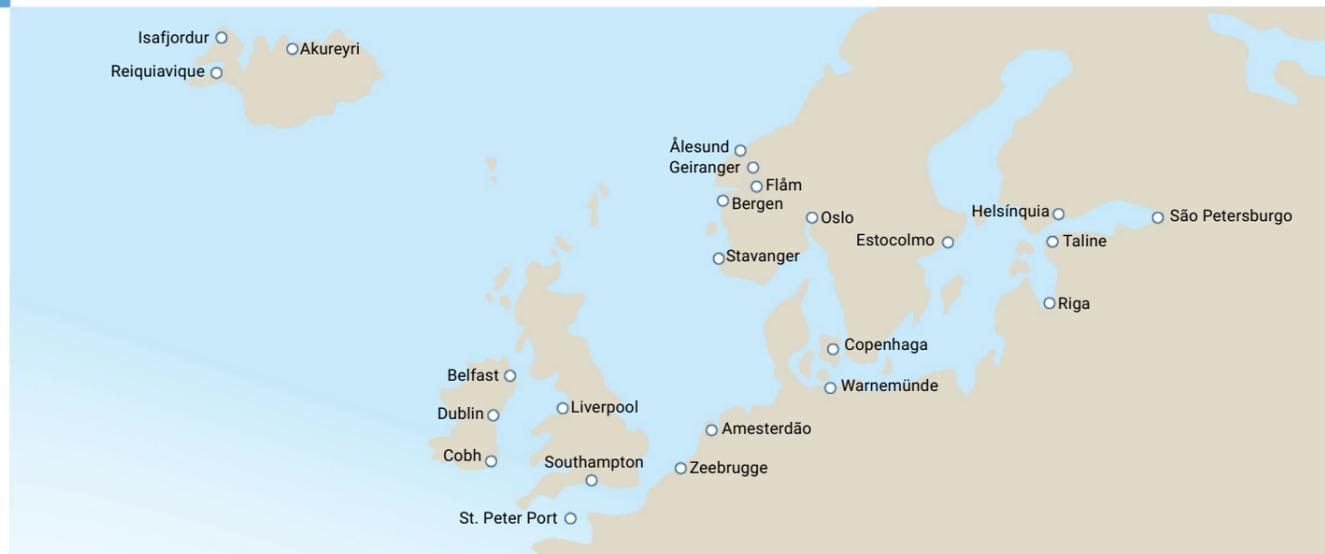 Isafjordur
Akureyri
Reiquiavique
Ålesund
Geiranger
Flåm
Bergen
Oslo
Helsínquia
São Petersburgo
Estocolmo
Taline
Stavanger
Riga
Copenhaga
Belfast
Warnemünde
Liverpool
Dublin
Amesterdão
Cobh
Southampton
Zeebrugge
St. Peter Port